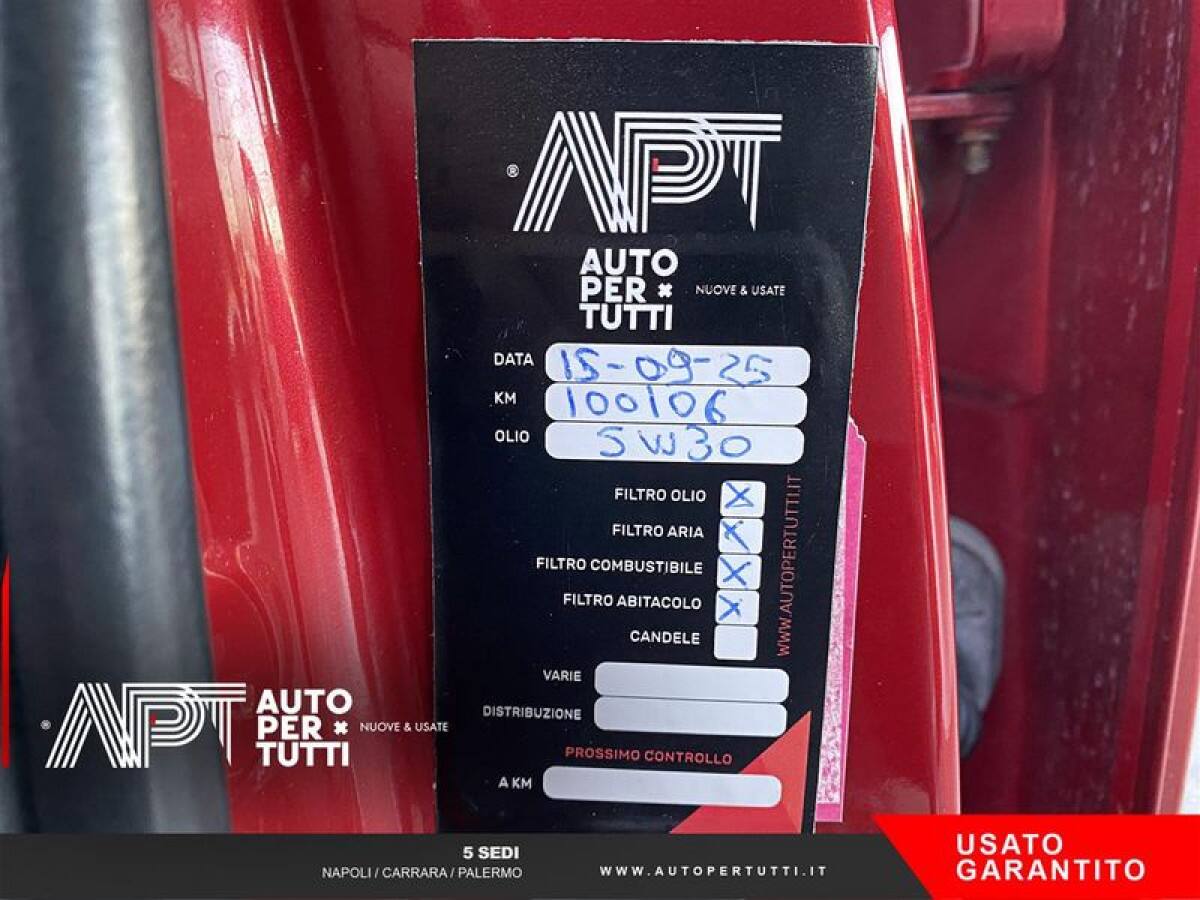 ® APT
AUTO
PER
TUTTI
NUOVE & USATE
DATA 15-09-25
KM 100106
OLIO 5W30
FILTRO OLIO X
FILTRO ARIA X
FILTRO COMBUSTIBILE X
FILTRO ABITACOLO X
CANDELE
VARIE
DISTRIBUZIONE
PROSSIMO CONTROLLO
A KM
WWW.AUTOPERTUTTI.IT
® APT
AUTO
PER
TUTTI
NUOVE & USATE
5 SEDI
NAPOLI / CARRARA / PALERMO
WWW.AUTOPERTUTTI.IT
USATO
GARANTITO